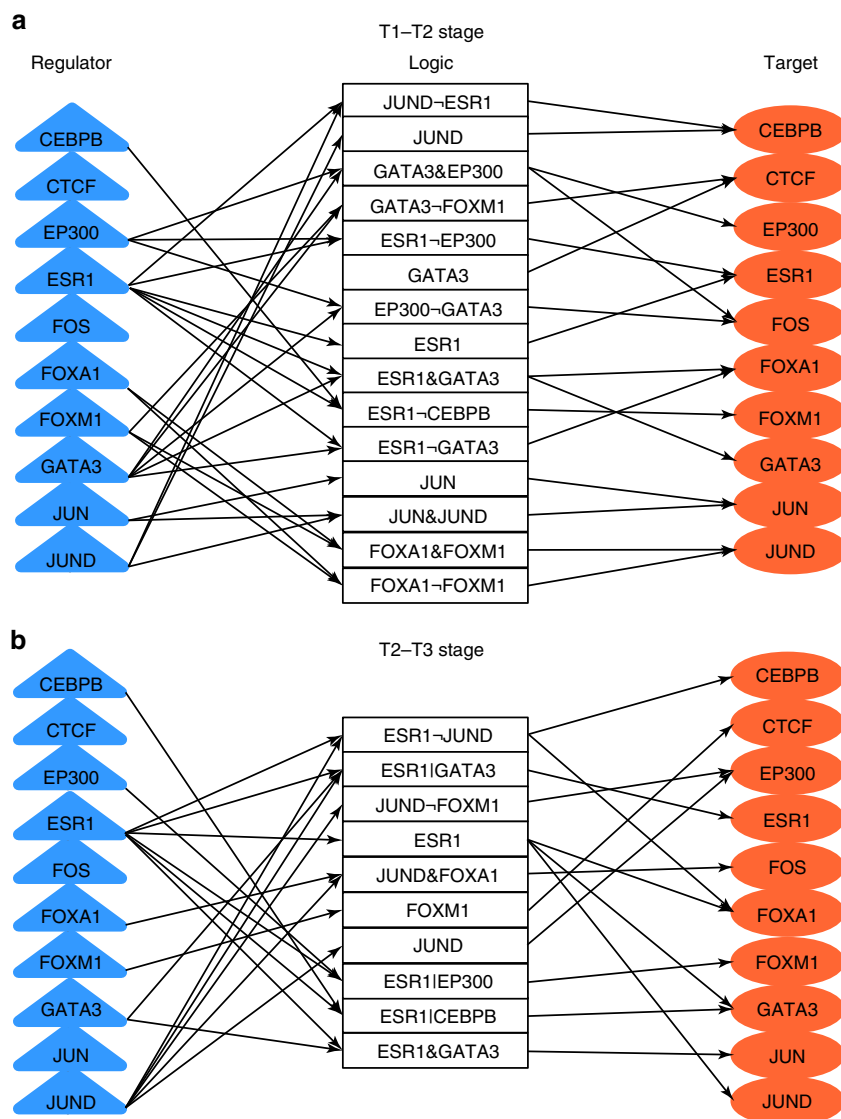 a
T1–T2 stage
Regulator Logic Target
CEBPB
CTCF
EP300
ESR1
FOS
FOXA1
FOXM1
GATA3
JUN
JUND
JUND¬ESR1
JUND
GATA3&EP300
GATA3¬FOXM1
ESR1¬EP300
GATA3
EP300¬GATA3
ESR1
ESR1&GATA3
ESR1¬CEBPB
ESR1¬GATA3
JUN
JUN&JUND
FOXA1&FOXM1
FOXA1¬FOXM1
CEBPB
CTCF
EP300
ESR1
FOS
FOXA1
FOXM1
GATA3
JUN
JUND
b
T2–T3 stage
CEBPB
CTCF
EP300
ESR1
FOS
FOXA1
FOXM1
GATA3
JUN
JUND
ESR1¬JUND
ESR1|GATA3
JUND¬FOXM1
ESR1
JUND&FOXA1
FOXM1
JUND
ESR1|EP300
ESR1|CEBPB
ESR1&GATA3
CEBPB
CTCF
EP300
ESR1
FOS
FOXA1
FOXM1
GATA3
JUN
JUND